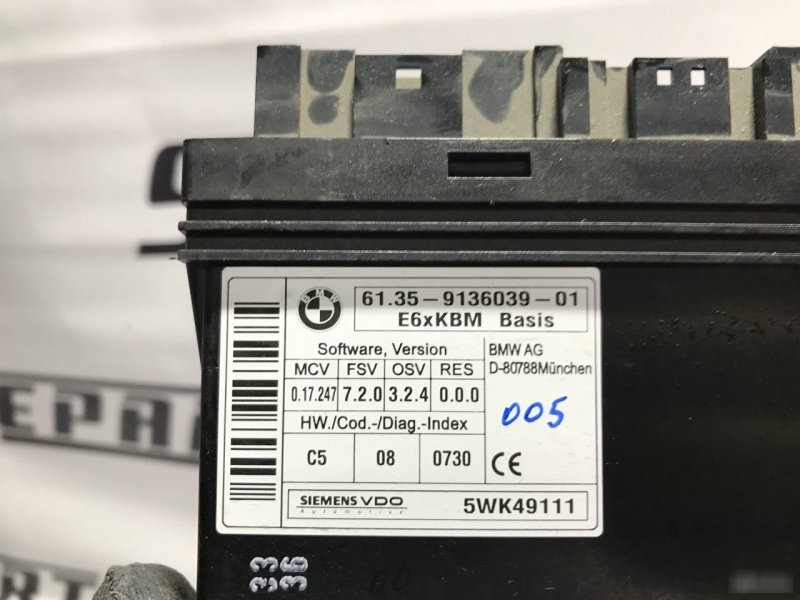 BMW
61.35-9136039-01
E6xKBM Basis
Software, Version
MCV FSV OSV RES
0.17.247 7.2.0 3.2.4 0.0.0
HW./Cod.-/Diag.-Index
C5 08 0730
BMW AG
D-80788München
005
CE
SIEMENS VDO
Automotive
5WK49111